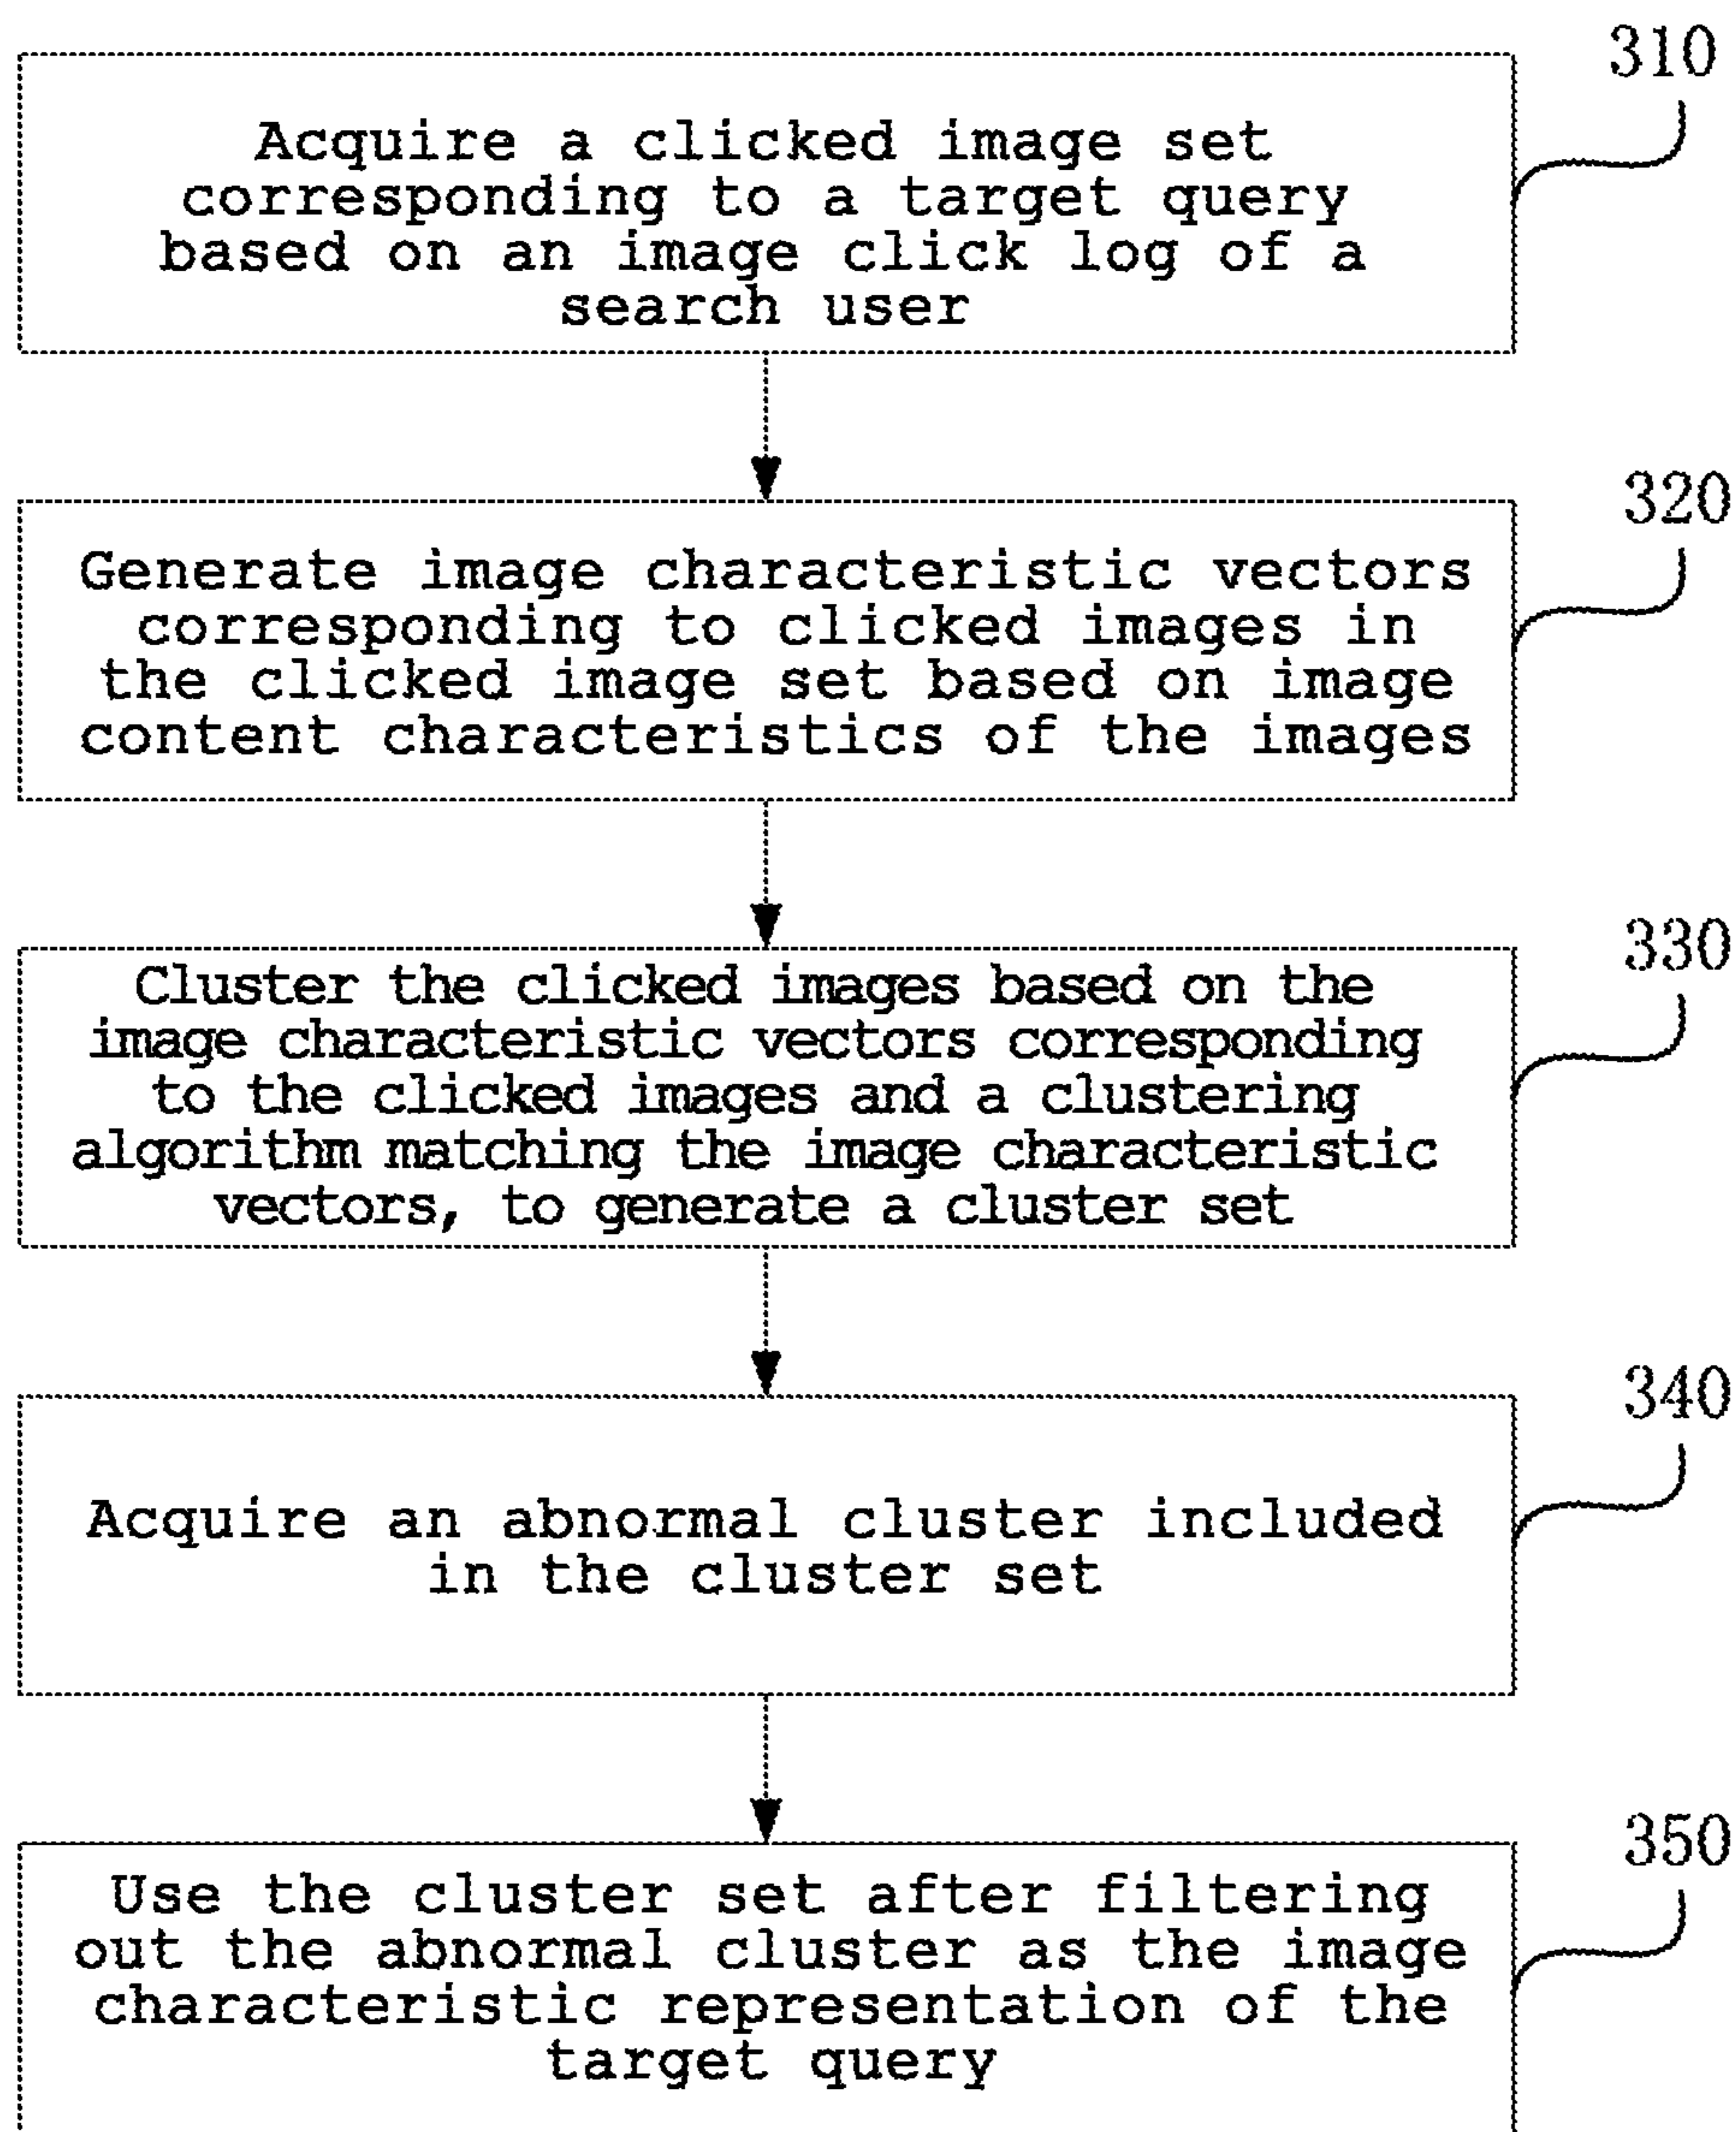 310
Acquire a clicked image set
corresponding to a target query
based on an image click log of a
search user
320
Generate image characteristic vectors
corresponding to clicked images in
the clicked image set based on image
content characteristics of the images
330
Cluster the clicked images based on the
image characteristic vectors corresponding
to the clicked images and a clustering
algorithm matching the image characteristic
vectors, to generate a cluster set
340
Acquire an abnormal cluster included
in the cluster set
350
Use the cluster set after filtering
out the abnormal cluster as the image
characteristic representation of the
target query